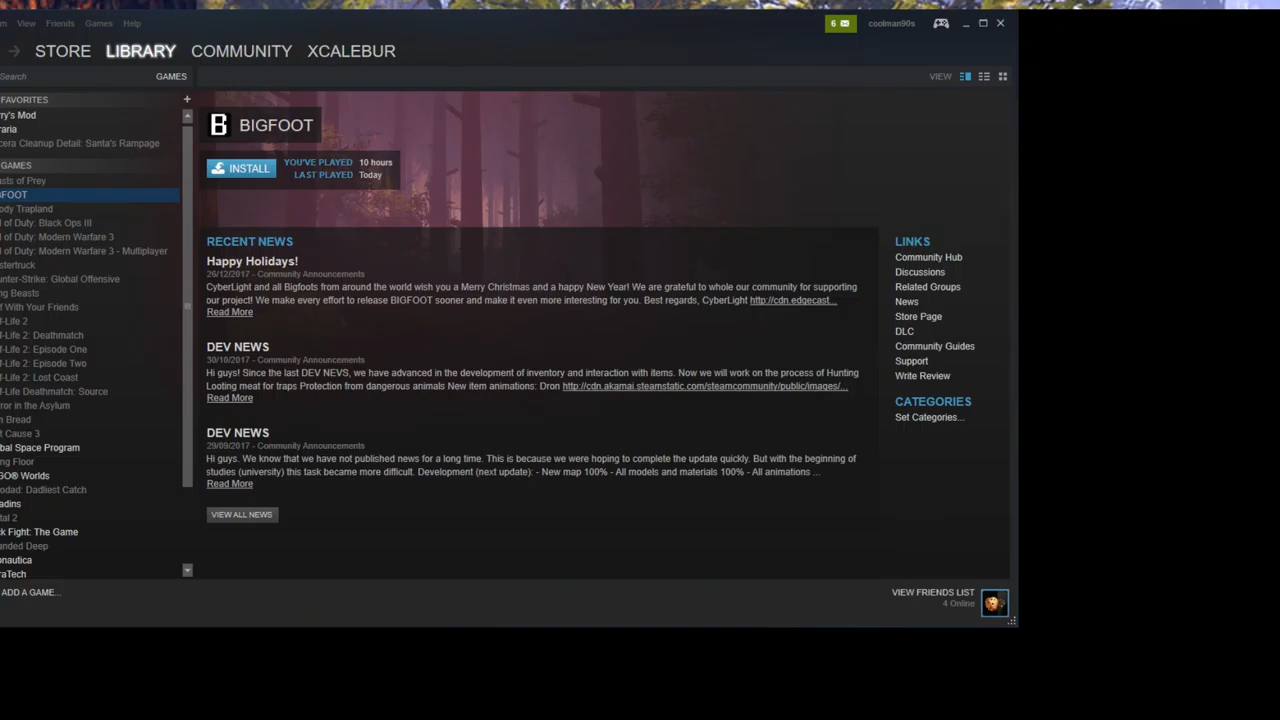 m View Friends Games Help
6 coolman90s
STORE LIBRARY COMMUNITY XCALEBUR
Search GAMES
VIEW
FAVORITES +
ry's Mod
raria
cera Cleanup Detail: Santa's Rampage
GAMES
asts of Prey
GFOOT
ody Trapland
l of Duty: Black Ops III
l of Duty: Modern Warfare 3
l of Duty: Modern Warfare 3 - Multiplayer
stertruck
unter-Strike: Global Offensive
ng Beasts
f With Your Friends
f-Life 2
f-Life 2: Deathmatch
f-Life 2: Episode One
f-Life 2: Episode Two
f-Life 2: Lost Coast
f-Life Deathmatch: Source
ror in the Asylum
n Bread
t Cause 3
bal Space Program
ing Floor
GO® Worlds
odad: Dadliest Catch
adins
tal 2
k Fight: The Game
anded Deep
onautica
raTech
ADD A GAME...
B BIGFOOT
INSTALL
YOU'VE PLAYED 10 hours
LAST PLAYED Today
RECENT NEWS
Happy Holidays!
26/12/2017 - Community Announcements
CyberLight and all Bigfoots from around the world wish you a Merry Christmas and a happy New Year! We are grateful to whole our community for supporting
our project! We make every effort to release BIGFOOT sooner and make it even more interesting for you. Best regards, CyberLight http://cdn.edgecast...
Read More
DEV NEWS
30/10/2017 - Community Announcements
Hi guys! Since the last DEV NEVS, we have advanced in the development of inventory and interaction with items. Now we will work on the process of Hunting
Looting meat for traps Protection from dangerous animals New item animations: Dron http://cdn.akamai.steamstatic.com/steamcommunity/public/images/...
Read More
DEV NEWS
29/09/2017 - Community Announcements
Hi guys. We know that we have not published news for a long time. This is because we were hoping to complete the update quickly. But with the beginning of
studies (university) this task became more difficult. Development (next update): - New map 100% - All models and materials 100% - All animations ...
Read More
VIEW ALL NEWS
LINKS
Community Hub
Discussions
Related Groups
News
Store Page
DLC
Community Guides
Support
Write Review
CATEGORIES
Set Categories...
VIEW FRIENDS LIST
4 Online